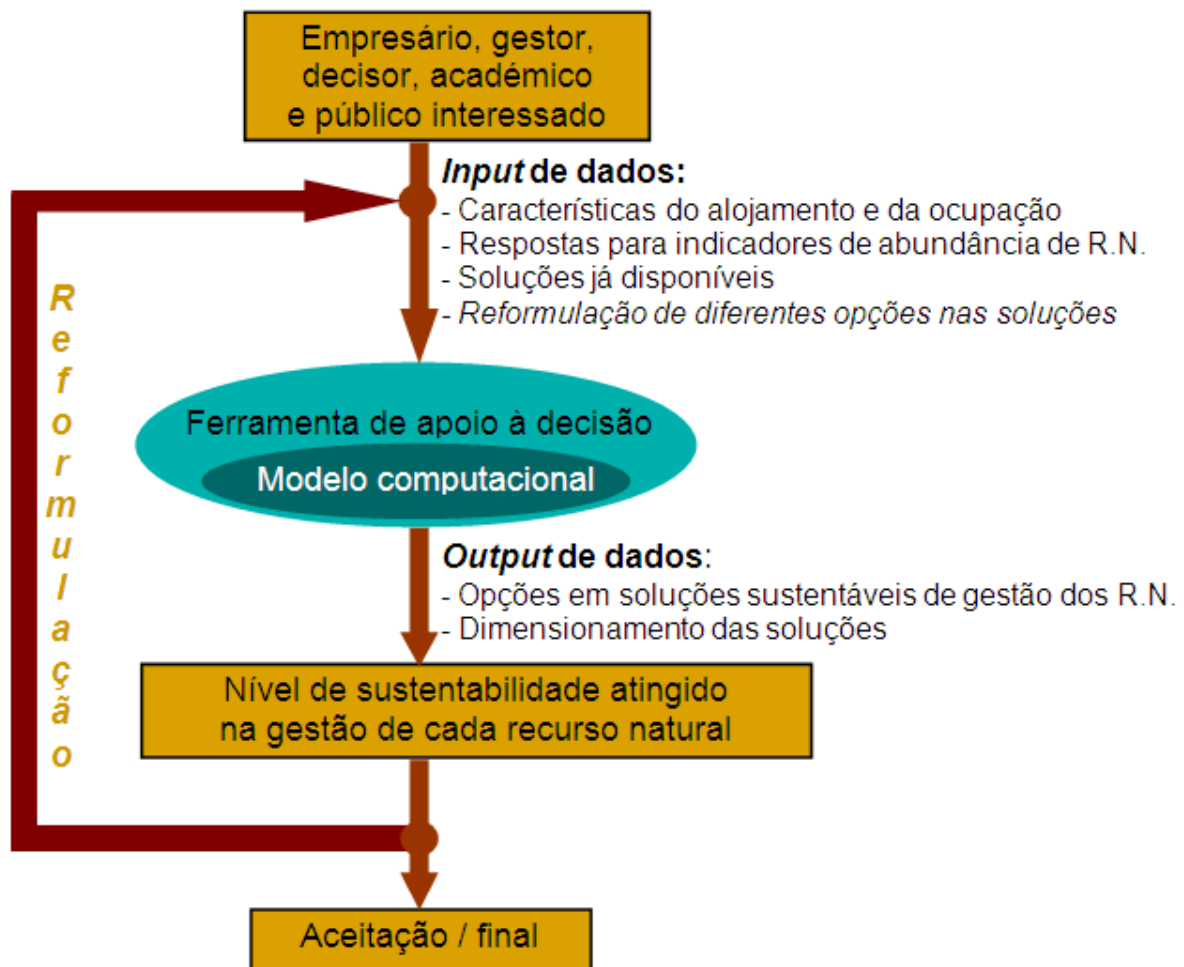 Empresário, gestor,
decisor, académico
e público interessado
Input de dados:
- Características do alojamento e da ocupação
- Respostas para indicadores de abundância de R.N.
- Soluções já disponíveis
- Reformulação de diferentes opções nas soluções
Reformulação
Ferramenta de apoio à decisão
Modelo computacional
Output de dados:
- Opções em soluções sustentáveis de gestão dos R.N.
- Dimensionamento das soluções
Nível de sustentabilidade atingido
na gestão de cada recurso natural
Aceitação / final